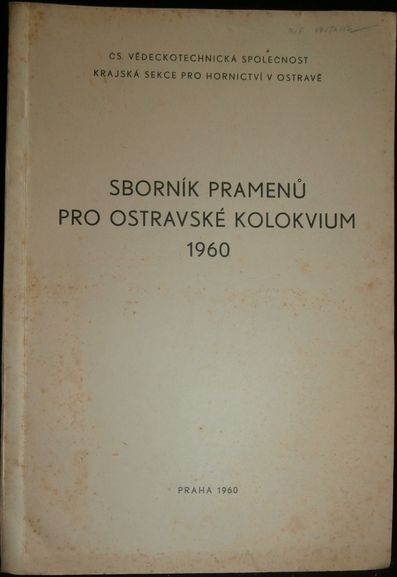 ČS. VĚDECKOTECHNICKÁ SPOLEČNOST
KRAJSKÁ SEKCE PRO HORNICTVÍ V OSTRAVĚ
SBORNÍK PRAMENŮ
PRO OSTRAVSKÉ KOLOKVIUM
1960
PRAHA 1960